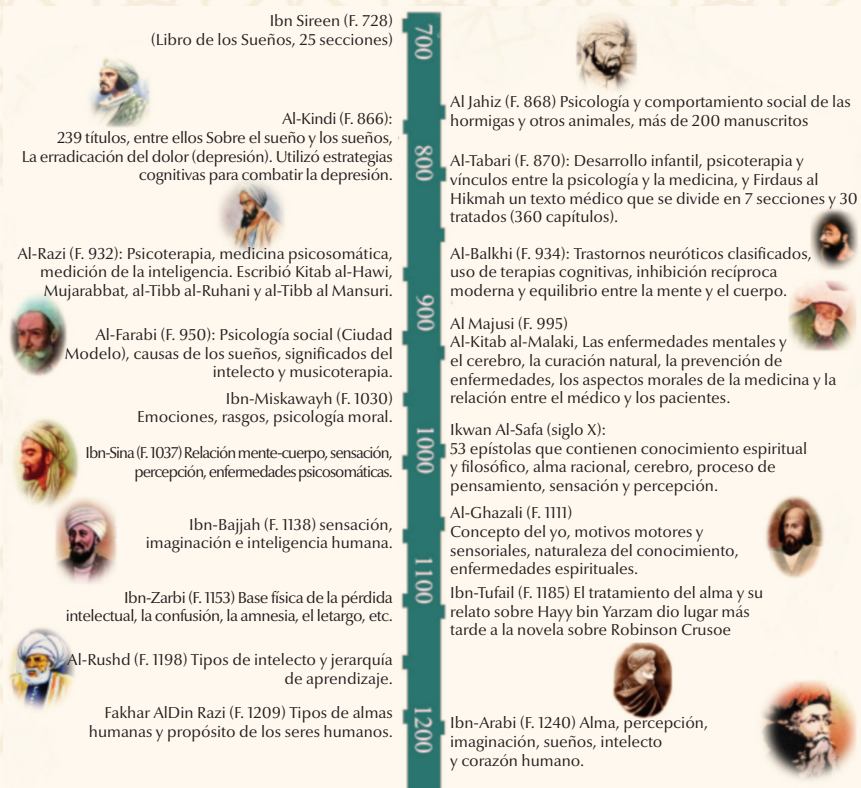 Ibn Sireen (F. 728)
(Libro de los Sueños, 25 secciones)
Al-Kindi (F. 866):
239 títulos, entre ellos Sobre el sueño y los sueños,
La erradicación del dolor (depresión). Utilizó estrategias
cognitivas para combatir la depresión.
Al-Razi (F. 932): Psicoterapia, medicina psicosomática,
medición de la inteligencia. Escribió Kitab al-Hawi,
Mujarabbat, al-Tibb al-Ruhani y al-Tibb al Mansuri.
Al-Farabi (F. 950): Psicología social (Ciudad
Modelo), causas de los sueños, significados del
intelecto y musicoterapia.
Ibn-Miskawayh (F. 1030)
Emociones, rasgos, psicología moral.
Ibn-Sina (F. 1037) Relación mente-cuerpo, sensación,
percepción, enfermedades psicosomáticas.
Ibn-Bajjah (F. 1138) sensación,
imaginación e inteligencia humana.
Ibn-Zarbi (F. 1153) Base física de la pérdida
intelectual, la confusión, la amnesia, el letargo, etc.
Al-Rushd (F. 1198) Tipos de intelecto y jerarquía
de aprendizaje.
Fakhar AlDin Razi (F. 1209) Tipos de almas
humanas y propósito de los seres humanos.
700
800
900
1000
1100
1200
Al Jahiz (F. 868) Psicología y comportamiento social de las
hormigas y otros animales, más de 200 manuscritos
Al-Tabari (F. 870): Desarrollo infantil, psicoterapia y
vínculos entre la psicología y la medicina, y Firdaus al
Hikmah un texto médico que se divide en 7 secciones y 30
tratados (360 capítulos).
Al-Balkhi (F. 934): Trastornos neuróticos clasificados,
uso de terapias cognitivas, inhibición recíproca
moderna y equilibrio entre la mente y el cuerpo.
Al Majusi (F. 995)
Al-Kitab al-Malaki, Las enfermedades mentales y
el cerebro, la curación natural, la prevención de
enfermedades, los aspectos morales de la medicina y la
relación entre el médico y los pacientes.
Ikwan Al-Safa (siglo X):
53 epístolas que contienen conocimiento espiritual
y filosófico, alma racional, cerebro, proceso de
pensamiento, sensación y percepción.
Al-Ghazali (F. 1111)
Concepto del yo, motivos motores y
sensoriales, naturaleza del conocimiento,
enfermedades espirituales.
Ibn-Tufail (F. 1185) El tratamiento del alma y su
relato sobre Hayy bin Yarzam dio lugar más
tarde a la novela sobre Robinson Crusoe
Ibn-Arabi (F. 1240) Alma, percepción,
imaginación, sueños, intelecto
y corazón humano.